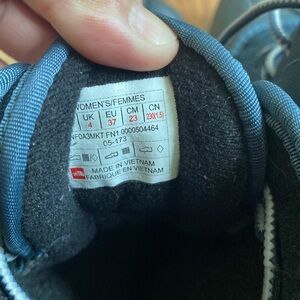 WOMEN'S/FEMMES
UK EU CM CN
4 37 23 230(1.5)
NF0A3MKT FN1 0000504464
05-173
MADE IN VIETNAM
FABRIQUE EN VIETNAM